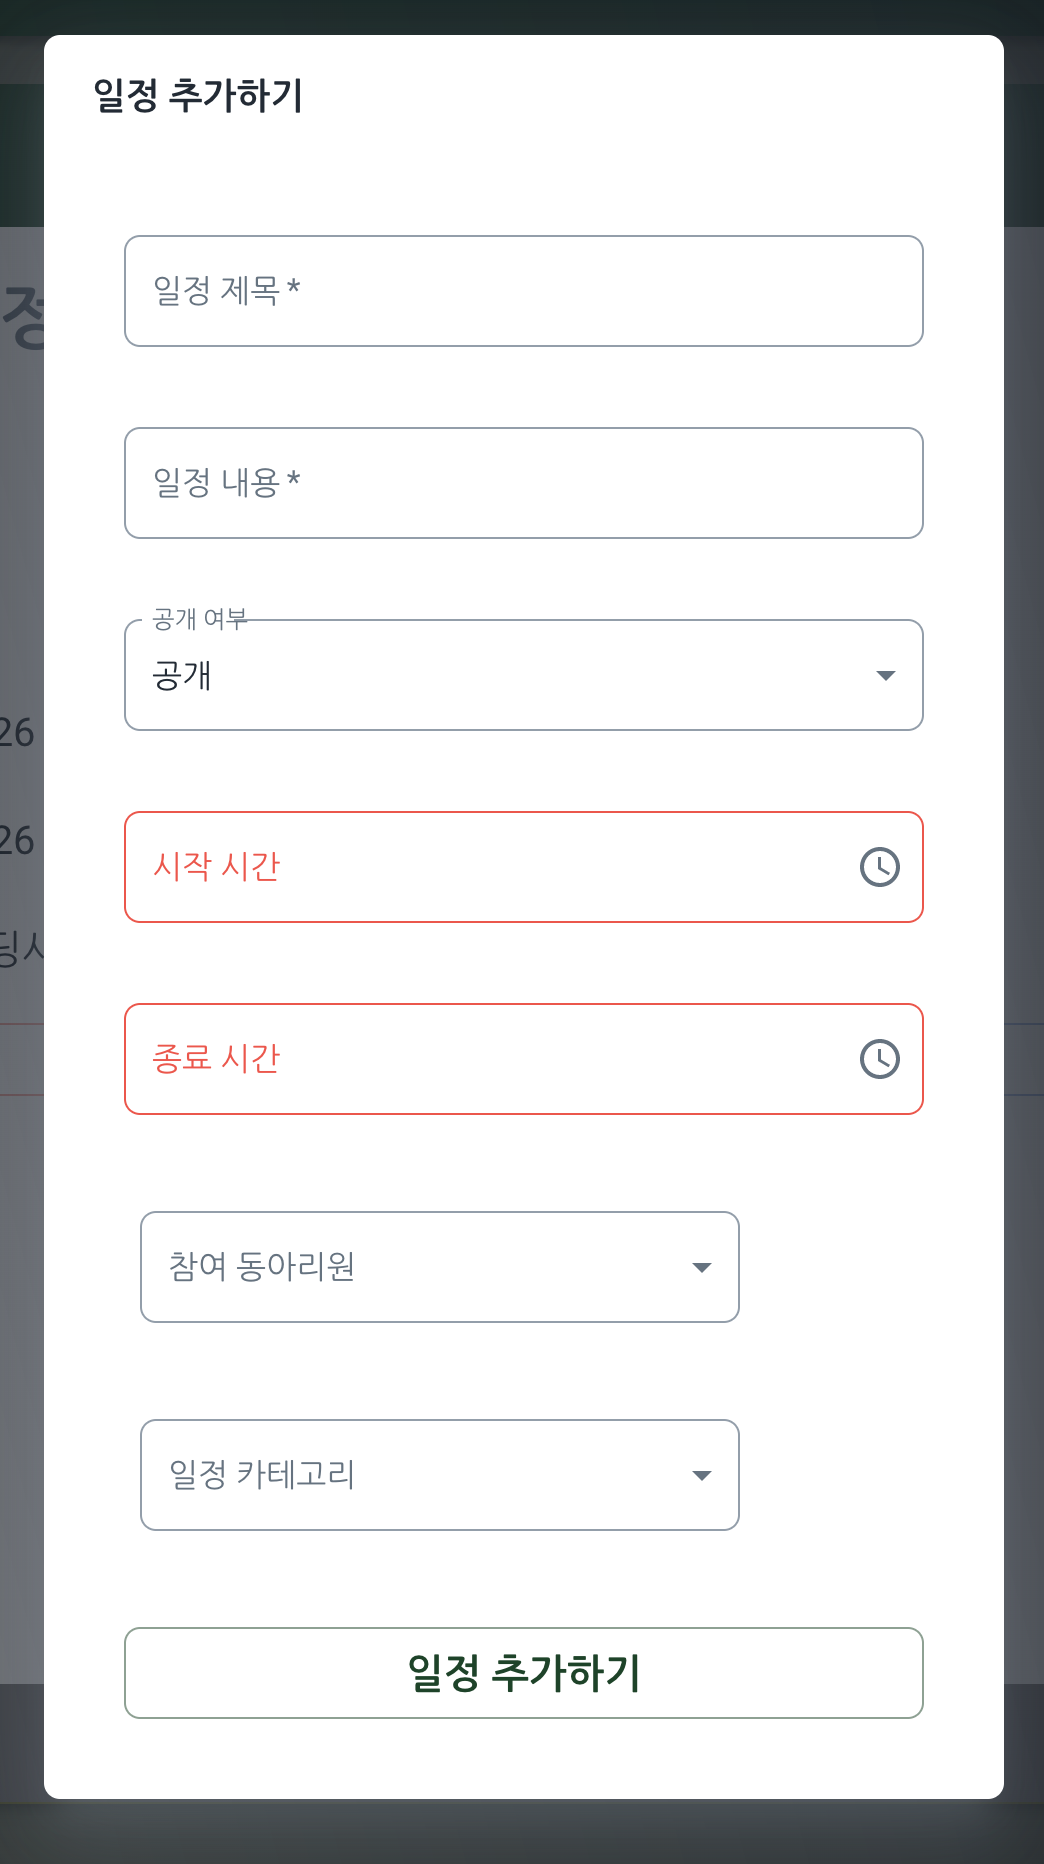 일정 추가하기
일정 제목 *
일정 내용 *
공개 여부
공개
26
시작 시간
26
종료 시간
참여 동아리원
일정 카테고리
일정 추가하기